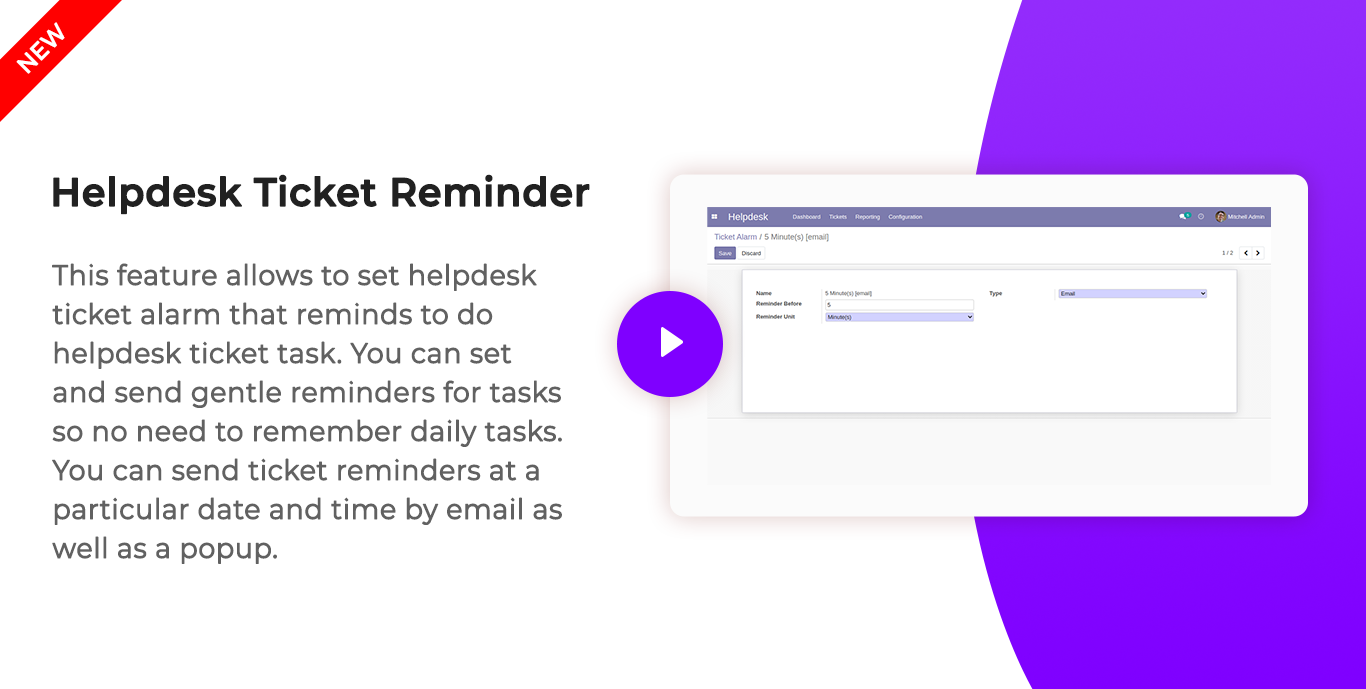 NEW
Helpdesk Ticket Reminder
This feature allows to set helpdesk
ticket alarm that reminds to do
helpdesk ticket task. You can set
and send gentle reminders for tasks
so no need to remember daily tasks.
You can send ticket reminders at a
particular date and time by email as
well as a popup.
Helpdesk Dashboard Tickets Reporting Configuration Mitchell Admin
Ticket Alarm / 5 Minute(s) [email]
Save Discard 1 / 2
Name 5 Minute(s) [email] Type Email
Reminder Before 5
Reminder Unit Minute(s)